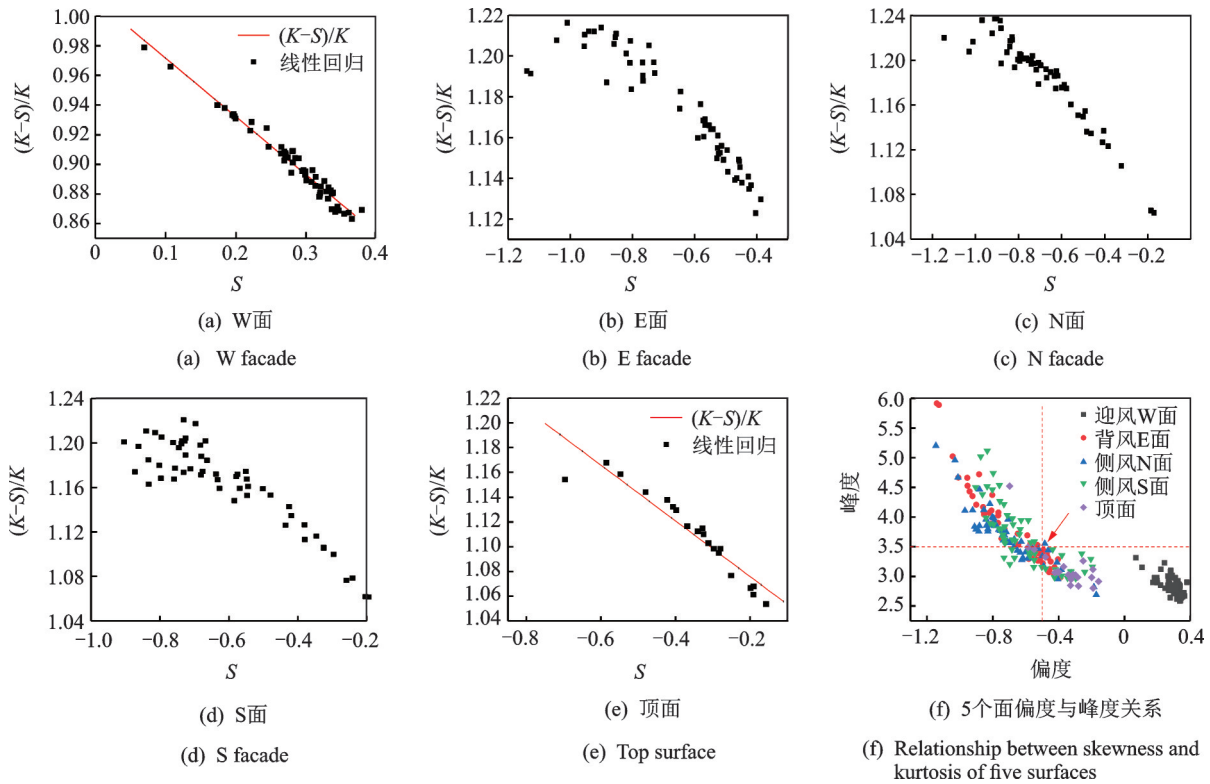 1.00
0.98
0.96
0.94
0.92
0.90
0.88
0.86
(K−S)/K
(K−S)/K
线性回归
0
0.1
0.2
0.3
0.4
S
(a) W面
(a) W facade
1.22
1.20
1.18
1.16
1.14
1.12
(K−S)/K
−1.2
−1.0
−0.8
−0.6
−0.4
S
(b) E面
(b) E facade
1.24
1.20
1.16
1.12
1.08
1.04
(K−S)/K
−1.2
−1.0
−0.8
−0.6
−0.4
−0.2
S
(c) N面
(c) N facade
1.24
1.20
1.16
1.12
1.08
1.04
(K−S)/K
−1.0
−0.8
−0.6
−0.4
−0.2
S
(d) S面
(d) S facade
1.22
1.20
1.18
1.16
1.14
1.12
1.10
1.08
1.06
1.04
(K−S)/K
(K−S)/K
线性回归
−0.8
−0.6
−0.4
−0.2
S
(e) 顶面
(e) Top surface
6.0
5.5
5.0
4.5
4.0
3.5
3.0
2.5
峰度
迎风W面
背风E面
侧风N面
侧风S面
顶面
−1.2
−0.8
−0.4
0
0.4
偏度
(f) 5个面偏度与峰度关系
(f) Relationship between skewness and
kurtosis of five surfaces